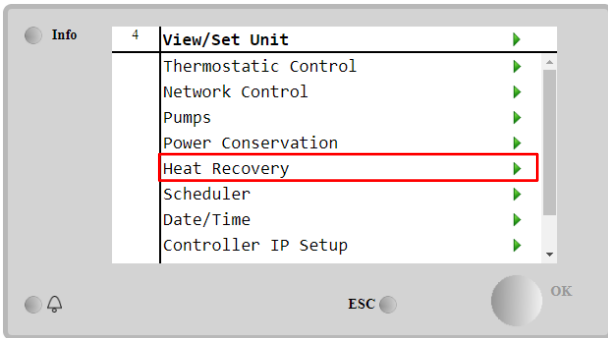 Info
4 View/Set Unit
Thermostatic Control
Network Control
Pumps
Power Conservation
Heat Recovery
Scheduler
Date/Time
Controller IP Setup
ESC
OK